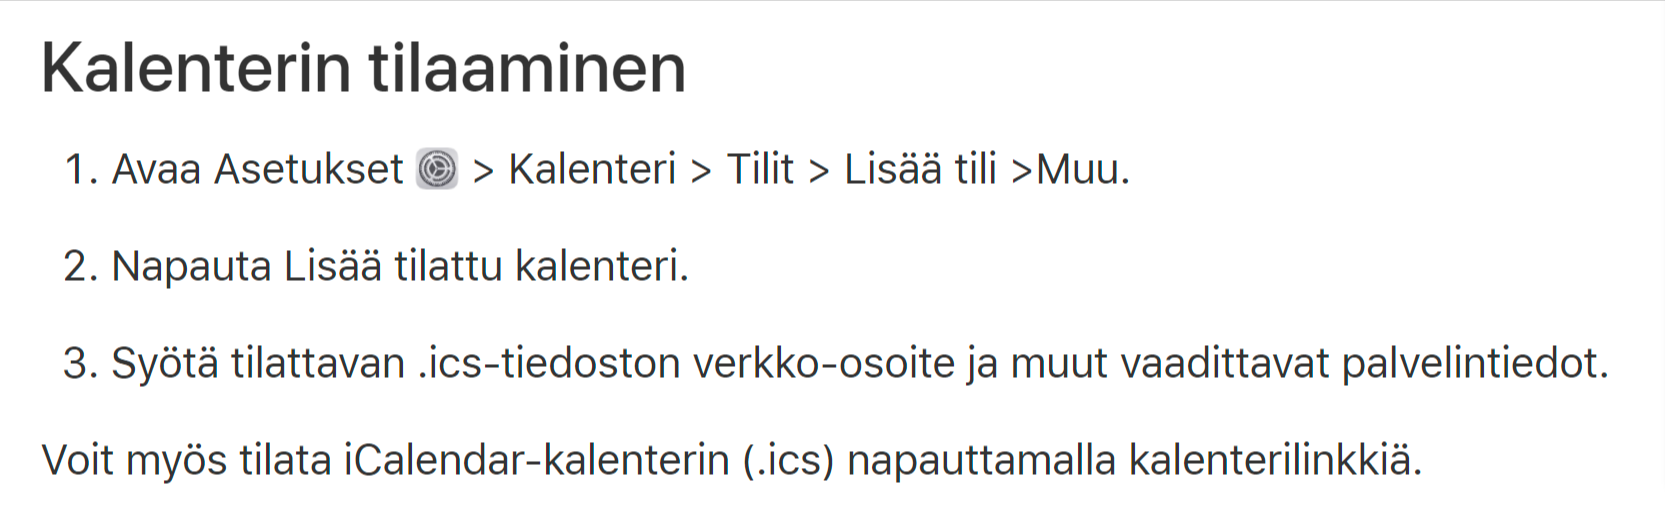 Kalenterin tilaaminen
1. Avaa Asetukset > Kalenteri > Tilit > Lisää tili >Muu.
2. Napauta Lisää tilattu kalenteri.
3. Syötä tilattavan .ics-tiedoston verkko-osoite ja muut vaadittavat palvelintiedot.
Voit myös tilata iCalendar-kalenterin (.ics) napauttamalla kalenterilinkkiä.